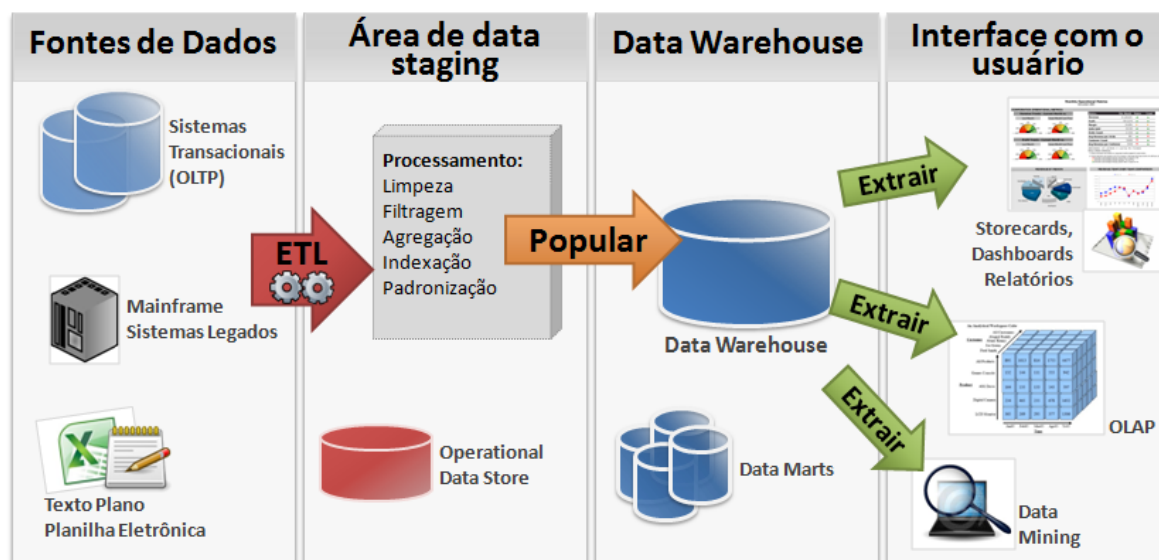 Fontes de Dados
Área de data
staging
Data Warehouse
Interface com o
usuário
Sistemas
Transacionais
(OLTP)
Mainframe
Sistemas Legados
Texto Plano
Planilha Eletrônica
ETL
Processamento:
Limpeza
Filtragem
Agregação
Indexação
Padronização
Operational
Data Store
Popular
Data Warehouse
Data Marts
Extrair
Extrair
Extrair
Storecards,
Dashboards
Relatórios
OLAP
Data
Mining